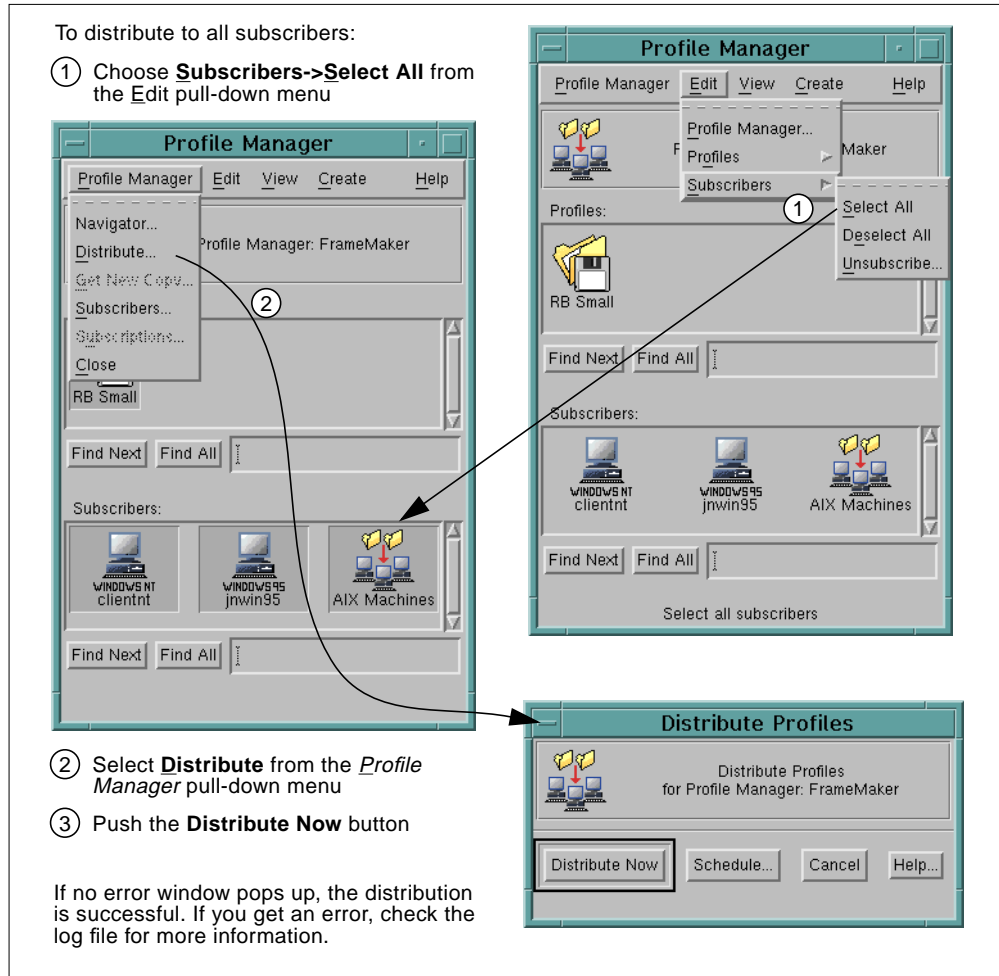 To distribute to all subscribers:
1 Choose Subscribers->Select All from
the Edit pull-down menu
Profile Manager
Profile Manager Edit View Create Help
Navigator...
Distribute...
Get New Copy...
Subscribers...
Subscriptions...
Close
Profile Manager: FrameMaker
2
RB Small
Find Next Find All
Subscribers:
WINDOWS NT
clientnt
WINDOWS 95
jnwin95
AIX Machines
Find Next Find All
Profile Manager
Profile Manager Edit View Create Help
Profile Manager...
Profiles
Subscribers
P
Maker
1
Select All
Deselect All
Unsubscribe...
Profiles:
RB Small
Find Next Find All
Subscribers:
WINDOWS NT
clientnt
WINDOWS 95
jnwin95
AIX Machines
Find Next Find All
Select all subscribers
2 Select Distribute from the Profile
Manager pull-down menu
3 Push the Distribute Now button
If no error window pops up, the distribution
is successful. If you get an error, check the
log file for more information.
Distribute Profiles
Distribute Profiles
for Profile Manager: FrameMaker
Distribute Now Schedule... Cancel Help...